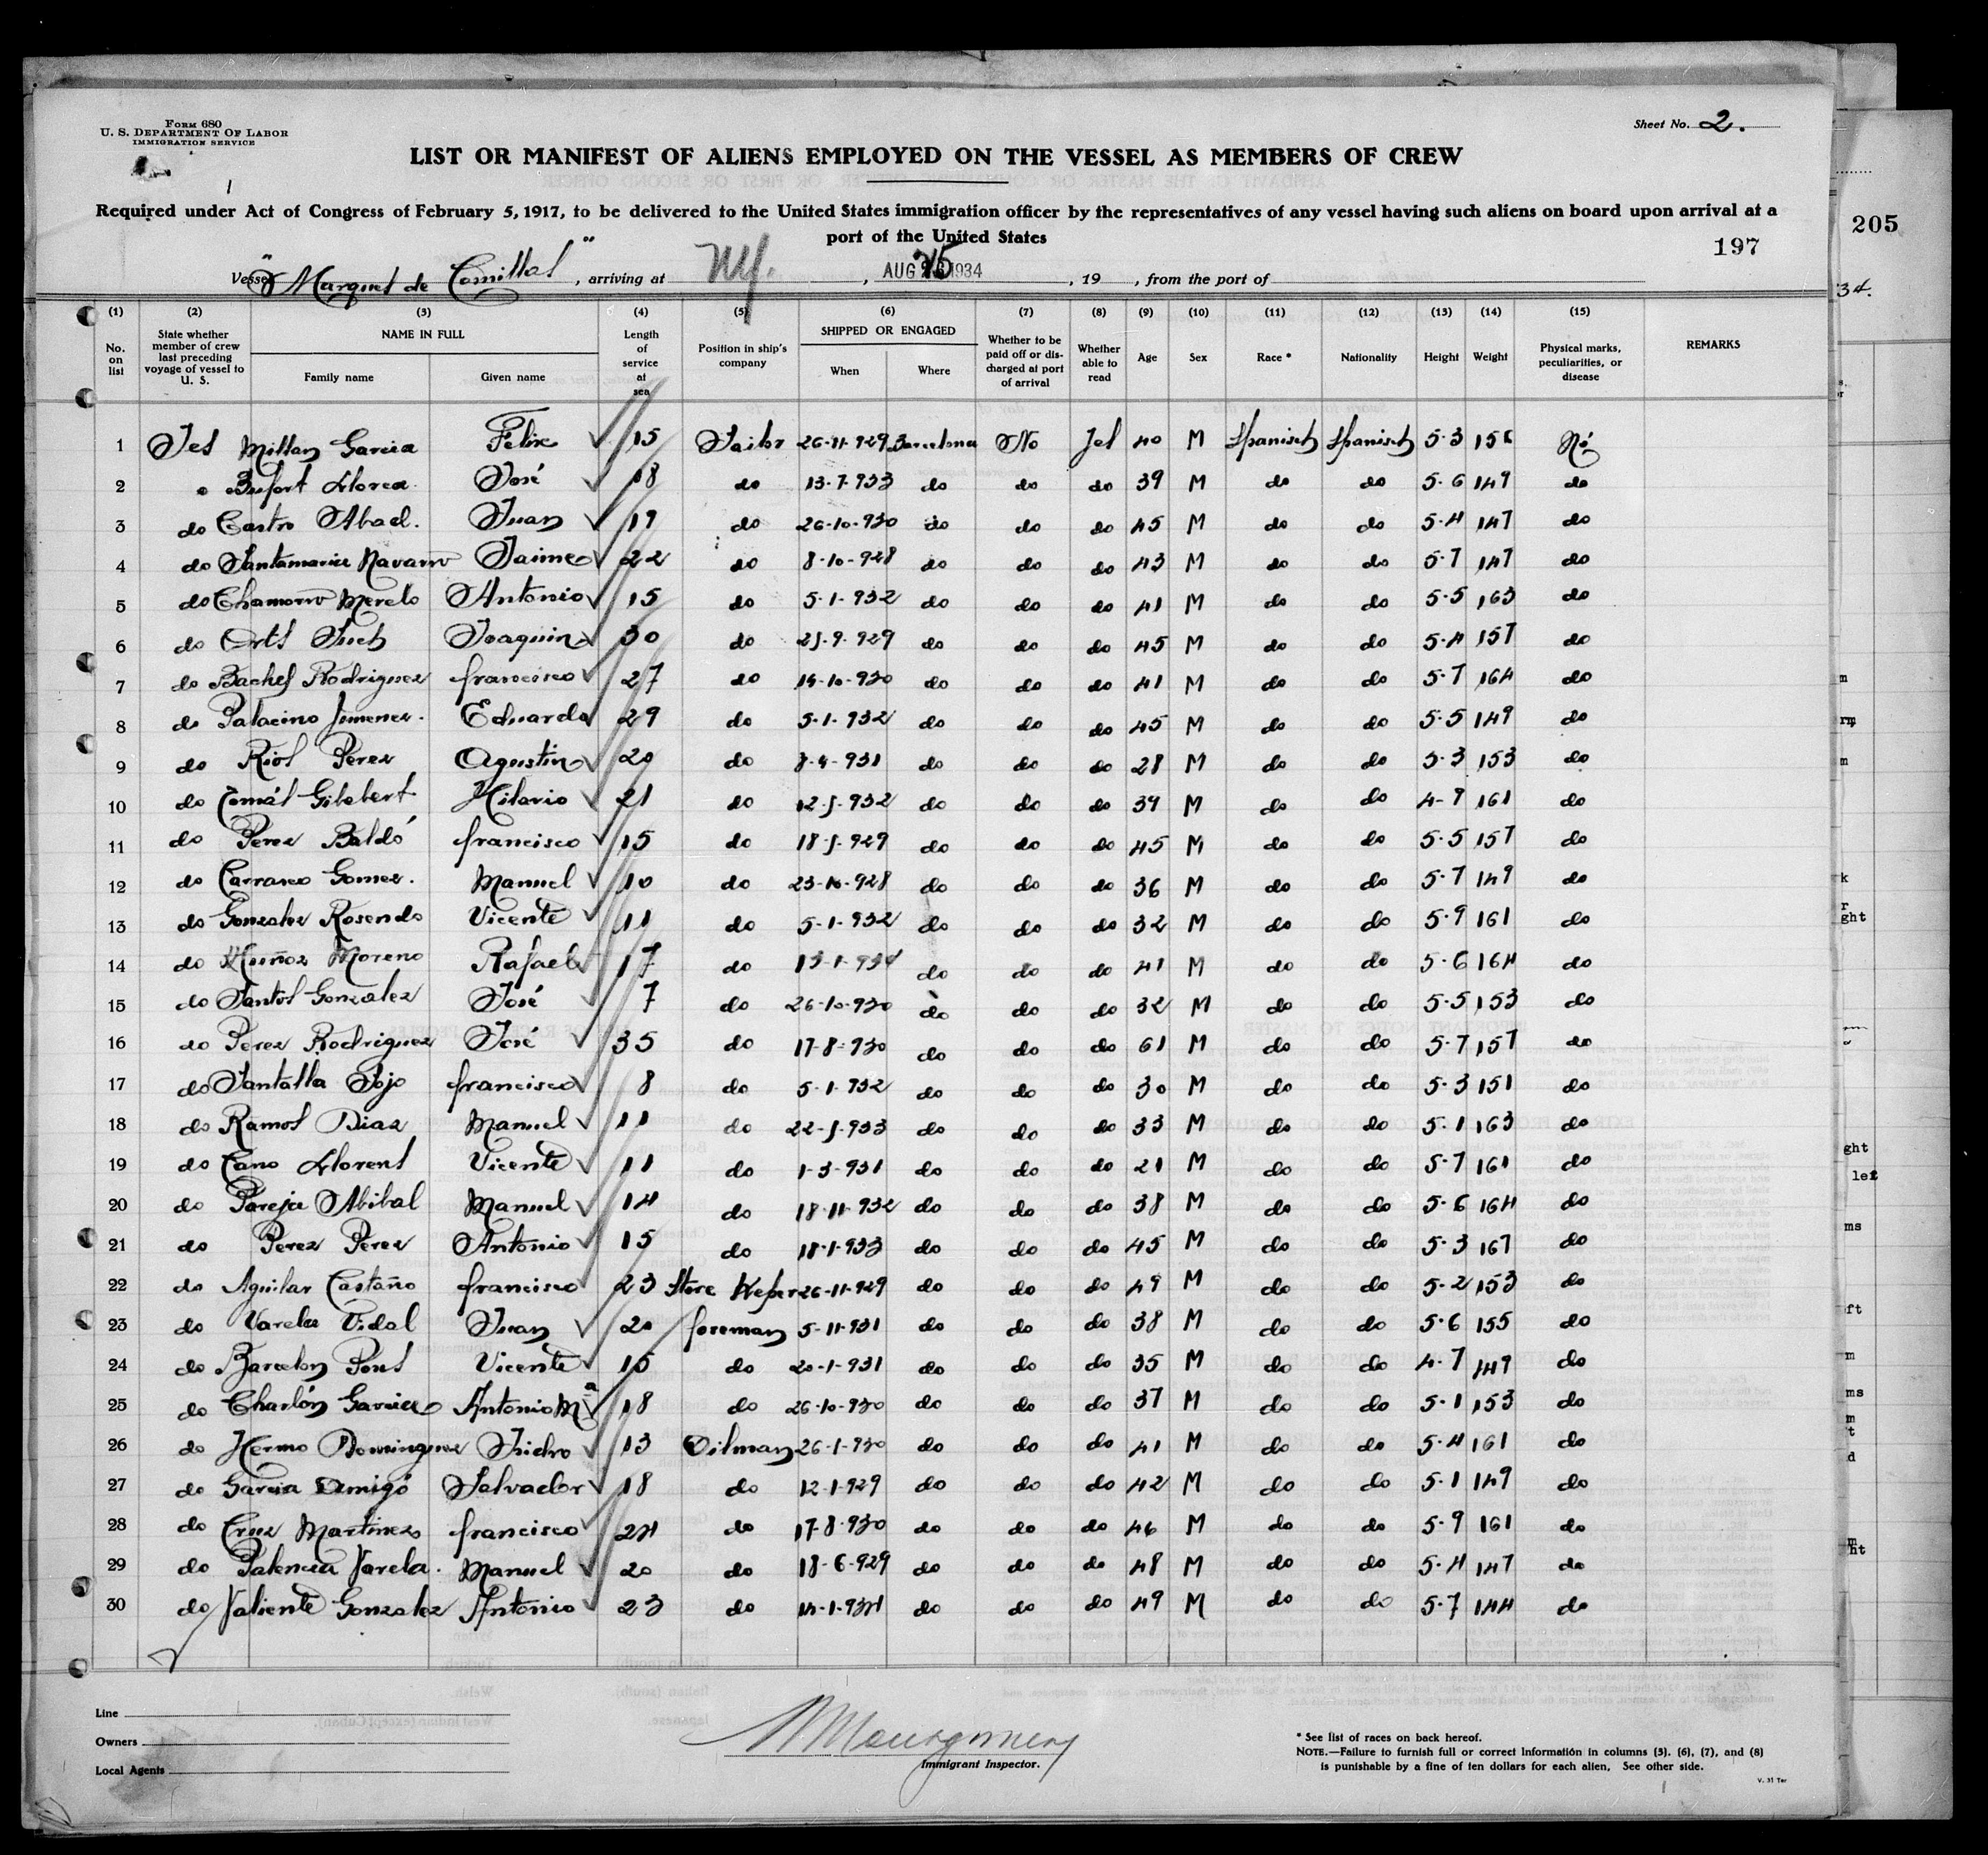 Form 680
U. S. Department Of Labor
IMMIGRATION SERVICE
Sheet No. 2.
LIST OR MANIFEST OF ALIENS EMPLOYED ON THE VESSEL AS MEMBERS OF CREW
Required under Act of Congress of February 5, 1917, to be delivered to the United States immigration officer by the representatives of any vessel having such aliens on board upon arrival at a
port of the United States
197
205
Vessel "Marques de Comillas", arriving at NY. , AUG 1934 , 19 , from the port of
34.
(1) (2) (3) (4) (5) (6) (7) (8) (9) (10) (11) (12) (13) (14) (15)
No. on list State whether member of crew last preceding voyage of vessel to U. S. NAME IN FULL Family name Given name Length of service at sea Position in ship's company SHIPPED OR ENGAGED When Where Whether to be paid off or discharged at port of arrival Whether able to read Age Sex Race * Nationality Height Weight Physical marks, peculiarities, or disease REMARKS
1 Yes Millan Garcia Felix 15 Sailor 26-11-929 Barcelona No Yes 40 M Spanisch Spanisch 5-3 156 No
2 Bufort Llorca José 18 do 13-7-933 do do do 39 M do do 5-6 149 do
3 do Castro Abad. Juan 19 do 26-10-930 do do do 45 M do do 5-4 147 do
4 do Santamaria Navarro Jaime 22 do 8-10-928 do do do 43 M do do 5-7 147 do
5 do Chamorro Merelo Antonio 15 do 5-1-932 do do do 41 M do do 5-5 163 do
6 do Orts Such Joaquin 30 do 25-9-929 do do do 45 M do do 5-4 157 do
7 do Baches Rodriguez francisco 27 do 14-10-930 do do do 41 M do do 5-7 164 do
8 do Palacino Jimenez. Eduardo 29 do 5-1-932 do do do 45 M do do 5-5 149 do
9 do Rios Perez Agustin 20 do 8-4-931 do do do 28 M do do 5-3 153 do
10 do Tomás Gilabert Hilario 21 do 12-5-932 do do do 39 M do do 4-9 161 do
11 do Perez Baldó francisco 15 do 18-5-929 do do do 45 M do do 5-5 157 do
12 do Carrasco Gomez. Manuel 10 do 23-10-928 do do do 36 M do do 5-7 149 do
13 do Gonzalez Rosendo Vicente 11 do 5-1-932 do do do 32 M do do 5-9 161 do
14 do Muñoz Moreno Rafael 17 do 13-1-934 do do do 41 M do do 5-6 164 do
15 do Santos Gonzalez José 7 do 26-10-930 do do do 32 M do do 5-5 153 do
16 do Perez Rodriguez José 35 do 17-8-930 do do do 61 M do do 5-7 157 do
17 do Santalla Sojo francisco 8 do 5-1-932 do do do 30 M do do 5-3 151 do
18 do Ramos Diaz Manuel 11 do 22-5-933 do do do 33 M do do 5-1 163 do
19 do Cano Llorens Vicente 11 do 1-3-931 do do do 21 M do do 5-7 161 do
20 do Pareja Abibal Manuel 14 do 18-11-932 do do do 38 M do do 5-6 164 do
21 do Perez Perez Antonio 15 do 18-1-933 do do do 45 M do do 5-3 167 do
22 do Aguilar Castaño francisco 23 Store Keper 26-11-929 do do do 49 M do do 5-2 153 do
23 do Varela Vidal Juan 20 foreman 5-11-931 do do do 38 M do do 5-6 155 do
24 do Barcelon Pons Vicente 15 do 20-1-931 do do do 35 M do do 4-7 149 do
25 do Charlón Garcia Antonio Mª 18 do 26-10-930 do do do 37 M do do 5-1 153 do
26 do Hermo Dominguez Isidro 13 Oilman 26-1-930 do do do 41 M do do 5-4 161 do
27 do Garcia Amigó Salvador 18 do 12-1-929 do do do 42 M do do 5-1 149 do
28 do Cruz Martinez francisco 24 do 17-8-930 do do do 46 M do do 5-9 161 do
29 do Palencia Varela. Manuel 20 do 18-6-929 do do do 48 M do do 5-4 147 do
30 do Valiente Gonzalez Antonio 23 do 14-1-931 do do do 49 M do do 5-7 144 do
Line
Owners
Local Agents
Montgomery
Immigrant Inspector.
* See list of races on back hereof.
NOTE.—Failure to furnish full or correct information in columns (3), (6), (7), and (8)
is punishable by a fine of ten dollars for each alien. See other side.
V. 31 Ter